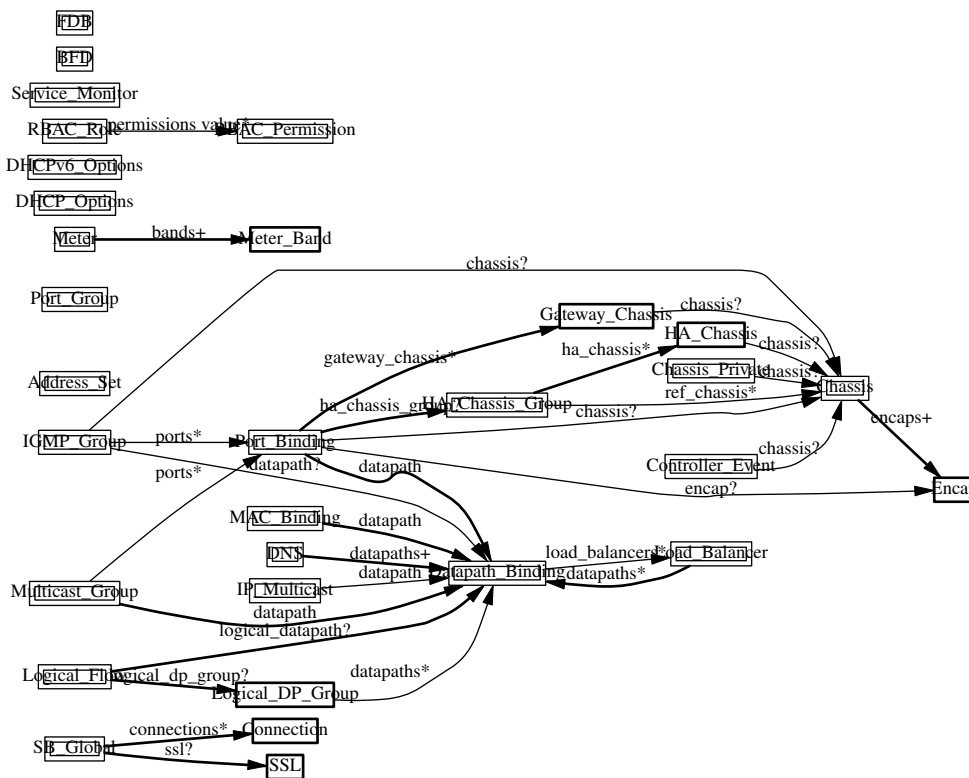 FDB
BFD
Service_Monitor
RBAC_Role
permissions value*
RBAC_Permission
DHCPv6_Options
DHCP_Options
Meter
bands+
Meter_Band
chassis?
Port_Group
Gateway_Chassis
chassis?
HA_Chassis
chassis?
gateway_chassis*
ha_chassis*
Chassis_Private
chassis?
Address_Set
ha_chassis_group?
HA_Chassis_Group
ref_chassis*
Chassis
chassis?
encaps+
IGMP_Group
ports*
Port_Binding
datapath?
datapath
chassis?
Controller_Event
ports*
encap?
Encap
MAC_Binding
datapath
DNS
datapaths+
load_balancers*
Load_Balancer
Datapath_Binding
datapaths*
IP_Multicast
datapath
Multicast_Group
datapath
logical_datapath?
Logical_Flow
logical_dp_group?
datapaths*
Logical_DP_Group
connections*
Connection
SB_Global
ssl?
SSL